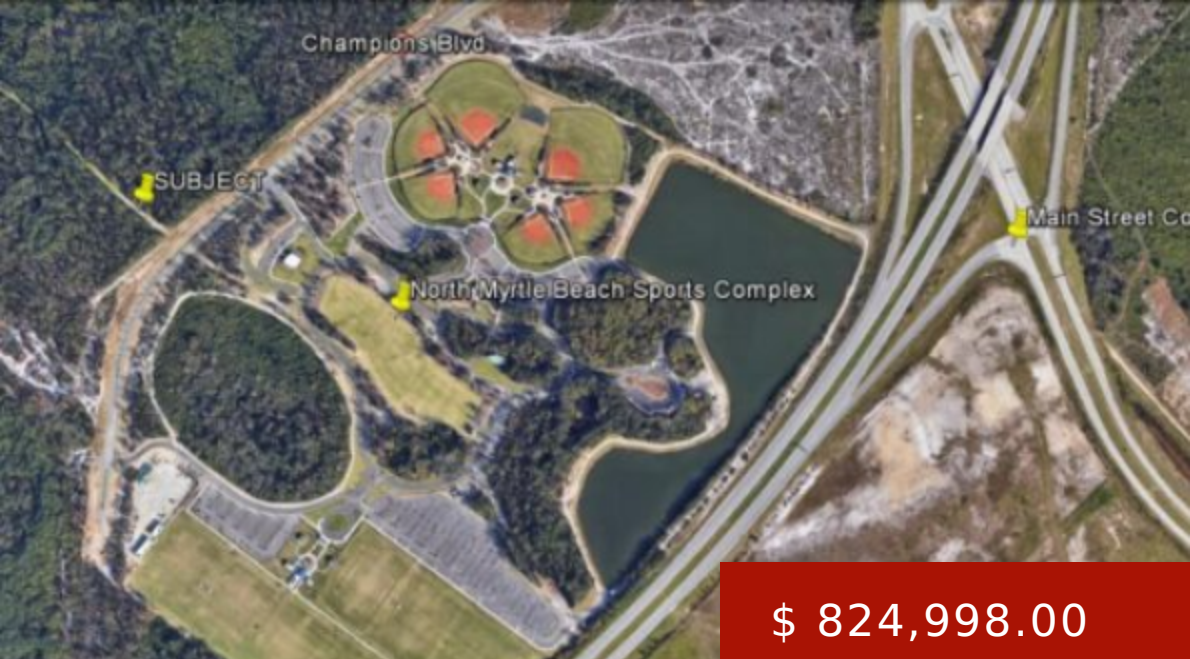 Champions Blvd
SUBJECT
Main Street Co
North Myrtle Beach Sports Complex
$ 824,998.00